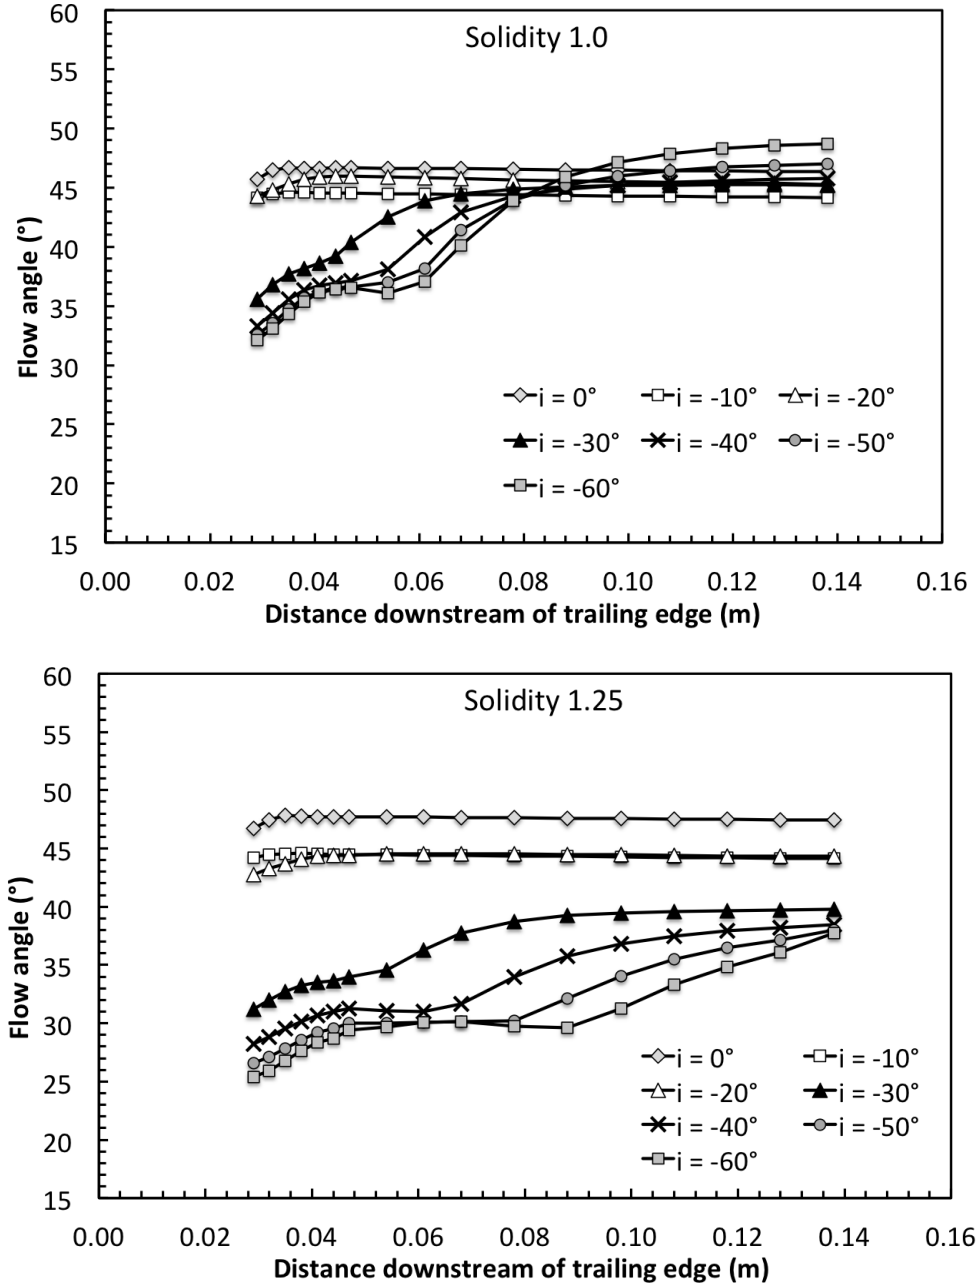 60
Solidity 1.0
55
50
45
40
35
30
25
20
15
Flow angle (°)
i = 0° i = -10° i = -20°
i = -30° i = -40° i = -50°
i = -60°
0.00 0.02 0.04 0.06 0.08 0.10 0.12 0.14 0.16
Distance downstream of trailing edge (m)
60
Solidity 1.25
55
50
45
40
35
30
25
20
15
Flow angle (°)
i = 0° i = -10°
i = -20° i = -30°
i = -40° i = -50°
i = -60°
0.00 0.02 0.04 0.06 0.08 0.10 0.12 0.14 0.16
Distance downstream of trailing edge (m)